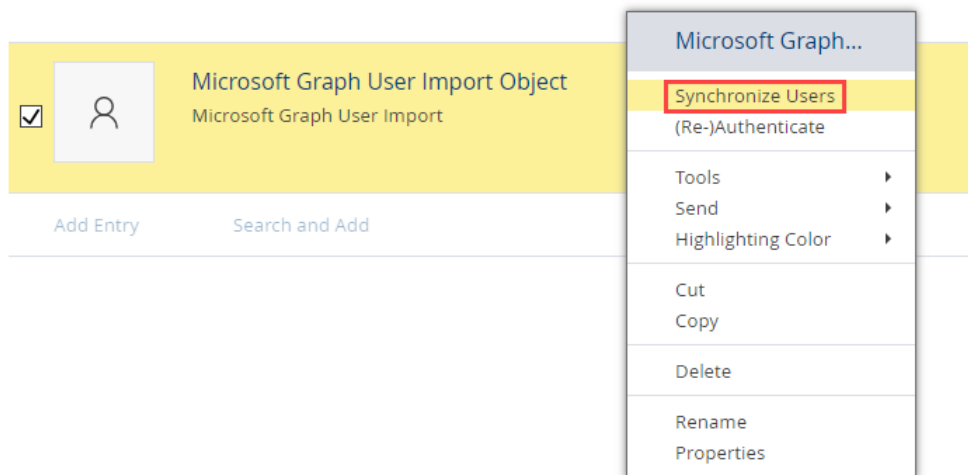 Microsoft Graph User Import Object
Microsoft Graph User Import
Add Entry
Search and Add
Microsoft Graph...
Synchronize Users
(Re-)Authenticate
Tools
Send
Highlighting Color
Cut
Copy
Delete
Rename
Properties